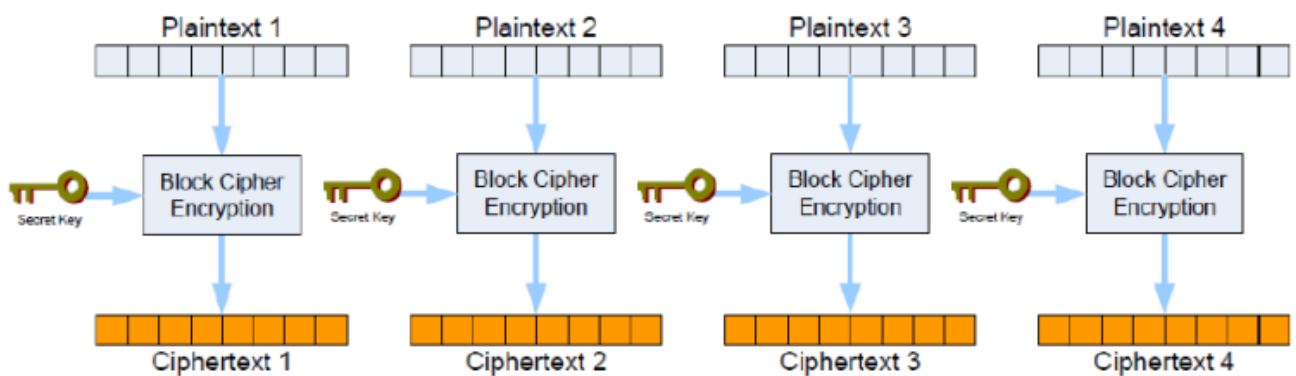 Plaintext 1
Plaintext 2
Plaintext 3
Plaintext 4
Block Cipher
Encryption
Secret Key
Block Cipher
Encryption
Secret Key
Block Cipher
Encryption
Secret Key
Block Cipher
Encryption
Secret Key
Ciphertext 1
Ciphertext 2
Ciphertext 3
Ciphertext 4